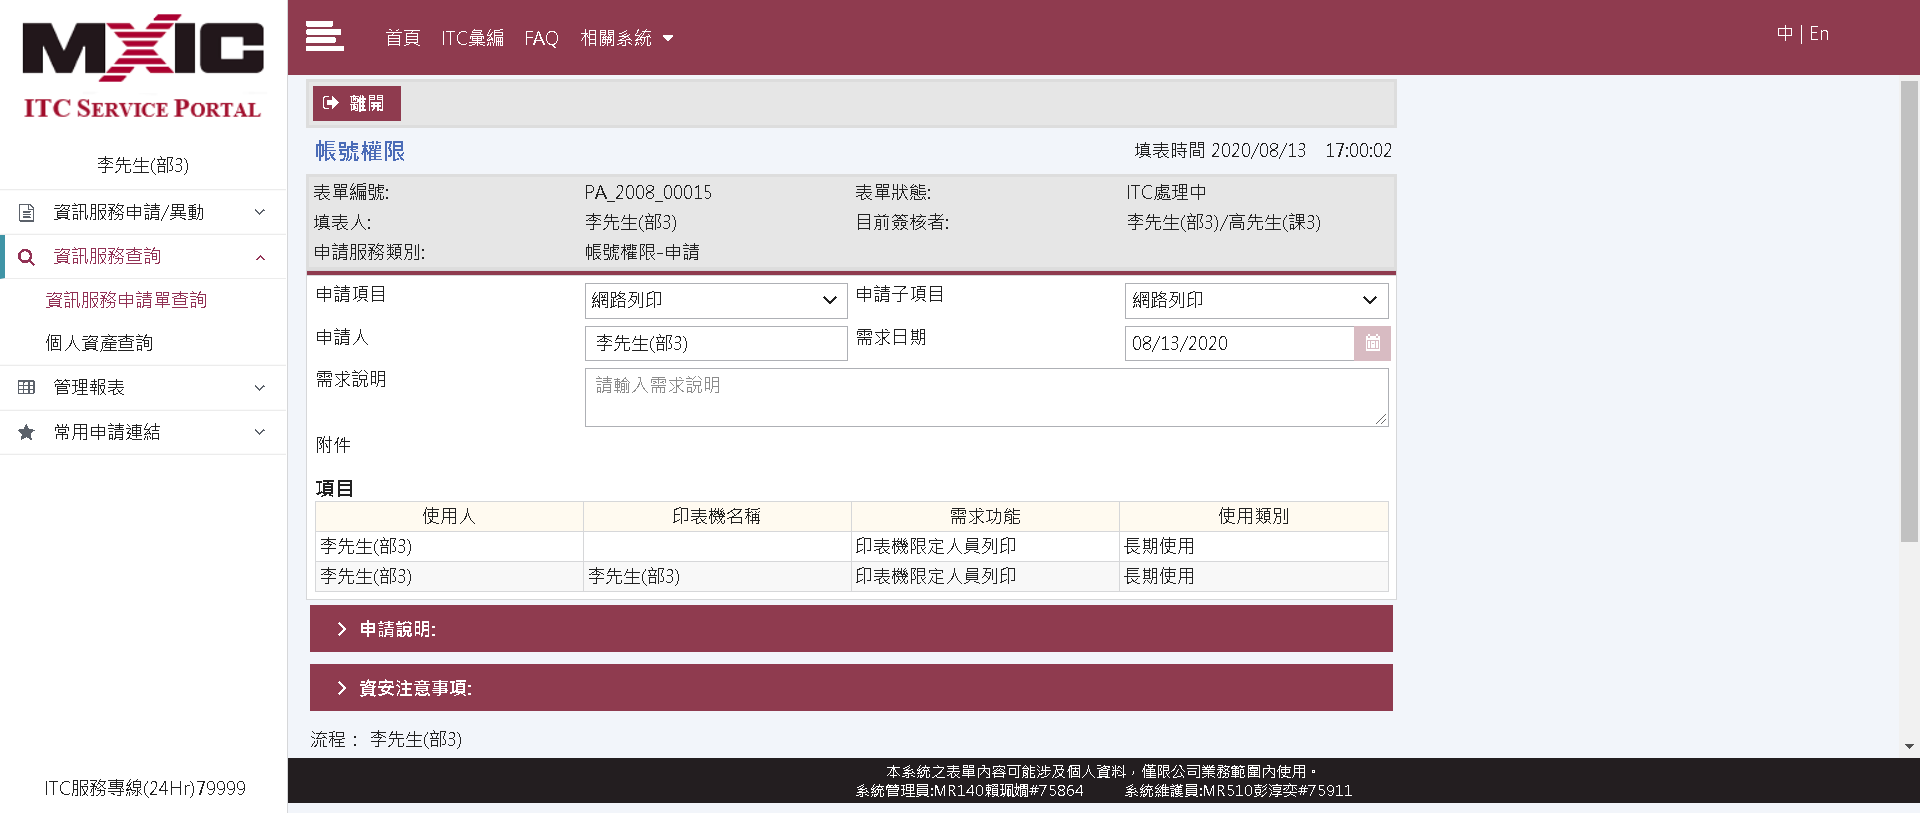 MXIC
ITC SERVICE PORTAL
李先生(部3)
資訊服務申請/異動
資訊服務查詢
資訊服務申請單查詢
個人資產查詢
管理報表
常用申請連結
ITC服務專線(24Hr)79999
首頁 ITC彙編 FAQ 相關系統
中 | En
離開
帳號權限 填表時間 2020/08/13 17:00:02
表單編號: PA_2008_00015 表單狀態: ITC處理中
填表人: 李先生(部3) 目前簽核者: 李先生(部3)/高先生(課3)
申請服務類別: 帳號權限-申請
申請項目 網路列印 申請子項目 網路列印
申請人 李先生(部3) 需求日期 08/13/2020
需求說明 請輸入需求說明
附件
項目
使用人 印表機名稱 需求功能 使用類別
李先生(部3) 印表機限定人員列印 長期使用
李先生(部3) 李先生(部3) 印表機限定人員列印 長期使用
申請說明:
資安注意事項:
流程： 李先生(部3)
本系統之表單內容可能涉及個人資料，僅限公司業務範圍內使用。
系統管理員:MR140賴珮嫺#75864 系統維護員:MR510彭淳奕#75911